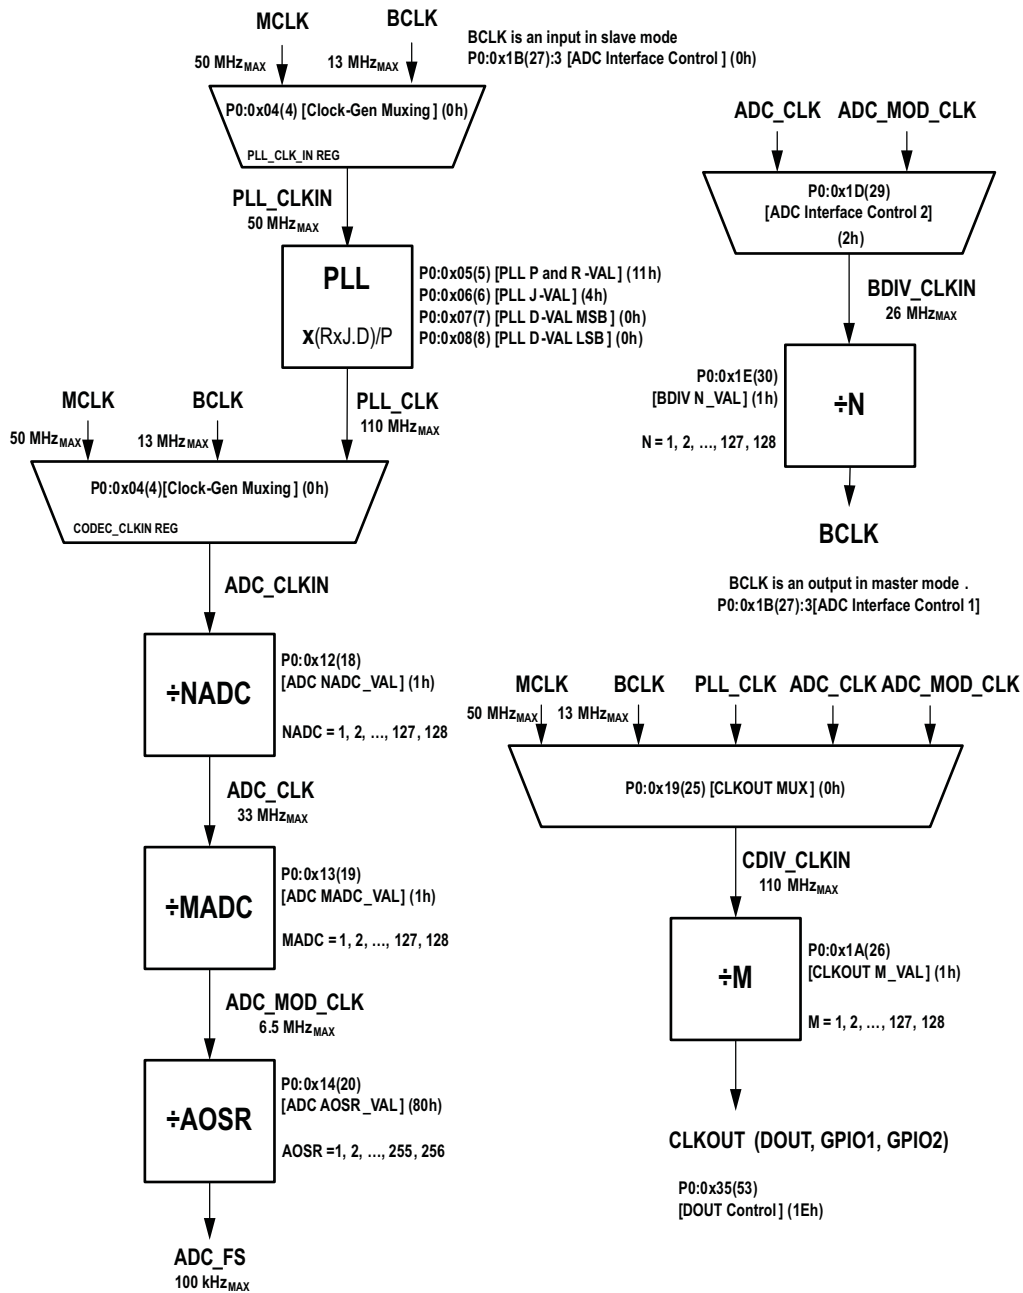 MCLK
BCLK
50 MHzMAX
13 MHzMAX
BCLK is an input in slave mode
P0:0x1B(27):3 [ADC Interface Control ] (0h)
P0:0x04(4) [Clock-Gen Muxing ] (0h)
PLL_CLK_IN REG
PLL_CLKIN
50 MHzMAX
PLL
x(RxJ.D)/P
P0:0x05(5) [PLL P and R -VAL] (11h)
P0:0x06(6) [PLL J-VAL] (4h)
P0:0x07(7) [PLL D-VAL MSB ] (0h)
P0:0x08(8) [PLL D-VAL LSB ] (0h)
MCLK
BCLK
PLL_CLK
110 MHzMAX
50 MHzMAX
13 MHzMAX
P0:0x04(4)[Clock-Gen Muxing ] (0h)
CODEC_CLKIN REG
ADC_CLKIN
÷NADC
P0:0x12(18)
[ADC NADC_VAL] (1h)
NADC = 1, 2, …, 127, 128
ADC_CLK
33 MHzMAX
÷MADC
P0:0x13(19)
[ADC MADC_VAL] (1h)
MADC = 1, 2, …, 127, 128
ADC_MOD_CLK
6.5 MHzMAX
÷AOSR
P0:0x14(20)
[ADC AOSR_VAL] (80h)
AOSR =1, 2, …, 255, 256
ADC_FS
100 kHzMAX
ADC_CLK
ADC_MOD_CLK
P0:0x1D(29)
[ADC Interface Control 2]
(2h)
BDIV_CLKIN
26 MHzMAX
P0:0x1E(30)
[BDIV N_VAL] (1h)
N = 1, 2, …, 127, 128
÷N
BCLK
BCLK is an output in master mode .
P0:0x1B(27):3[ADC Interface Control 1]
MCLK
BCLK
PLL_CLK
ADC_CLK
ADC_MOD_CLK
50 MHzMAX
13 MHzMAX
P0:0x19(25) [CLKOUT MUX] (0h)
CDIV_CLKIN
110 MHzMAX
÷M
P0:0x1A(26)
[CLKOUT M_VAL] (1h)
M = 1, 2, …, 127, 128
CLKOUT (DOUT, GPIO1, GPIO2)
P0:0x35(53)
[DOUT Control ] (1Eh)